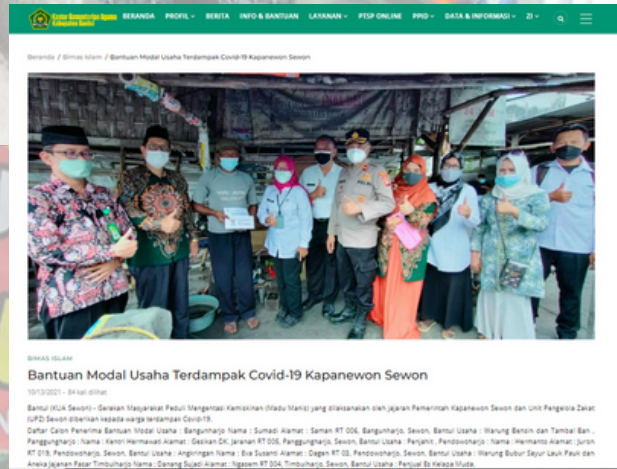 Kantor Kementerian Agama
Kabupaten Bantul
BERANDA PROFIL BERITA INFO & BANTUAN LAYANAN PTSP ONLINE PPID DATA & INFORMASI ZI
Beranda / Bimas Islam / Bantuan Modal Usaha Terdampak Covid-19 Kapanewon Sewon
BIMAS ISLAM
Bantuan Modal Usaha Terdampak Covid-19 Kapanewon Sewon
10/13/2021 - 84 kali dilihat
Bantul (KUA Sewon) – Gerakan Masyarakat Peduli Mengentasi Kemiskinan (Madu Manis) yang dilaksanakan oleh jajaran Pemerintah Kapanewon Sewon dan Unit Pengelola Zakat
(UPZ) Sewon diberikan kepada warga terdampak Covid-19.
Daftar Calon Penerima Bantuan Modal Usaha : Bangunharjo Nama : Sumadi Alamat : Saman RT 006, Bangunharjo, Sewon, Bantul Usaha : Warung Bensin dan Tambal Ban ,
Panggungharjo : Nama : Kentri Hermawati Alamat : Gesikan DK. Jaranan RT 005, Panggungharjo, Sewon, Bantul Usaha : Penjahit , Pendowoharjo : Nama : Hermanto Alamat : Juron
RT 019, Pendowoharjo, Sewon, Bantul Usaha : Angkringan Nama : Eva Susanti Alamat : Dagen RT 03, Pendowoharjo, Sewon, Bantul Usaha : Warung Bubur Sayur Lauk Pauk dan
Aneka Jajanan Pasar Timbulharjo Nama : Danang Sujadi Alamat : Ngasem RT 004, Timbulharjo, Sewon, Bantul Usaha : Penjual Es Kelapa Muda.